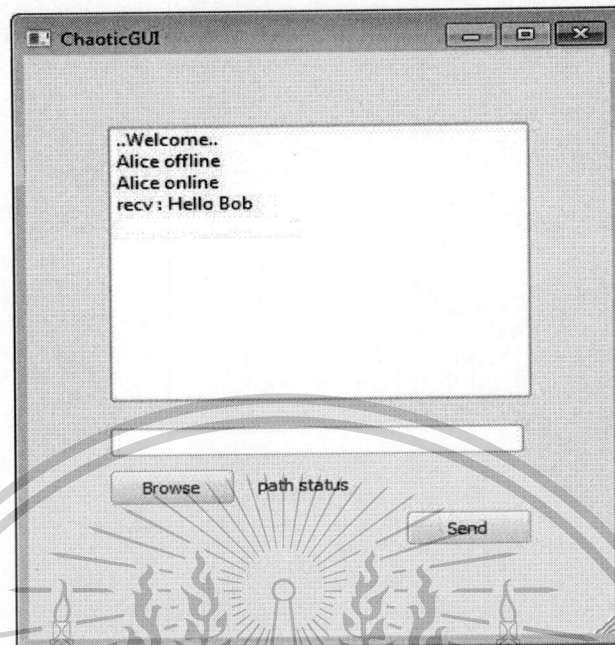 ChaoticGUI
..Welcome..
Alice offline
Alice online
recv : Hello Bob
Browse path status
Send